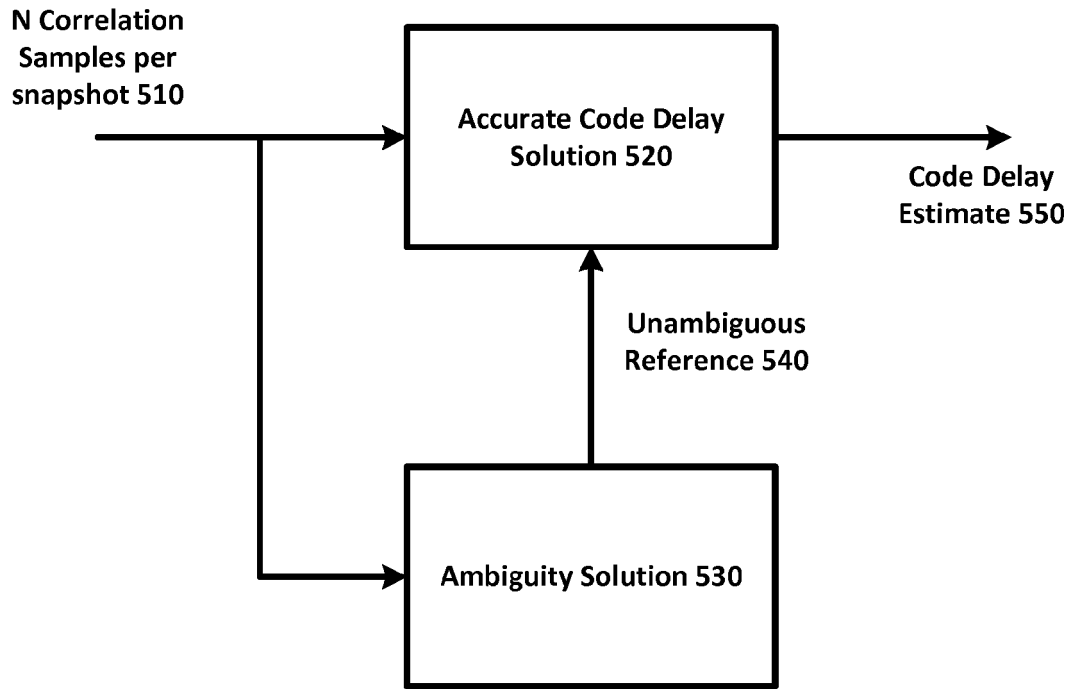 N Correlation
Samples per
snapshot 510
Accurate Code Delay
Solution 520
Code Delay
Estimate 550
Unambiguous
Reference 540
Ambiguity Solution 530